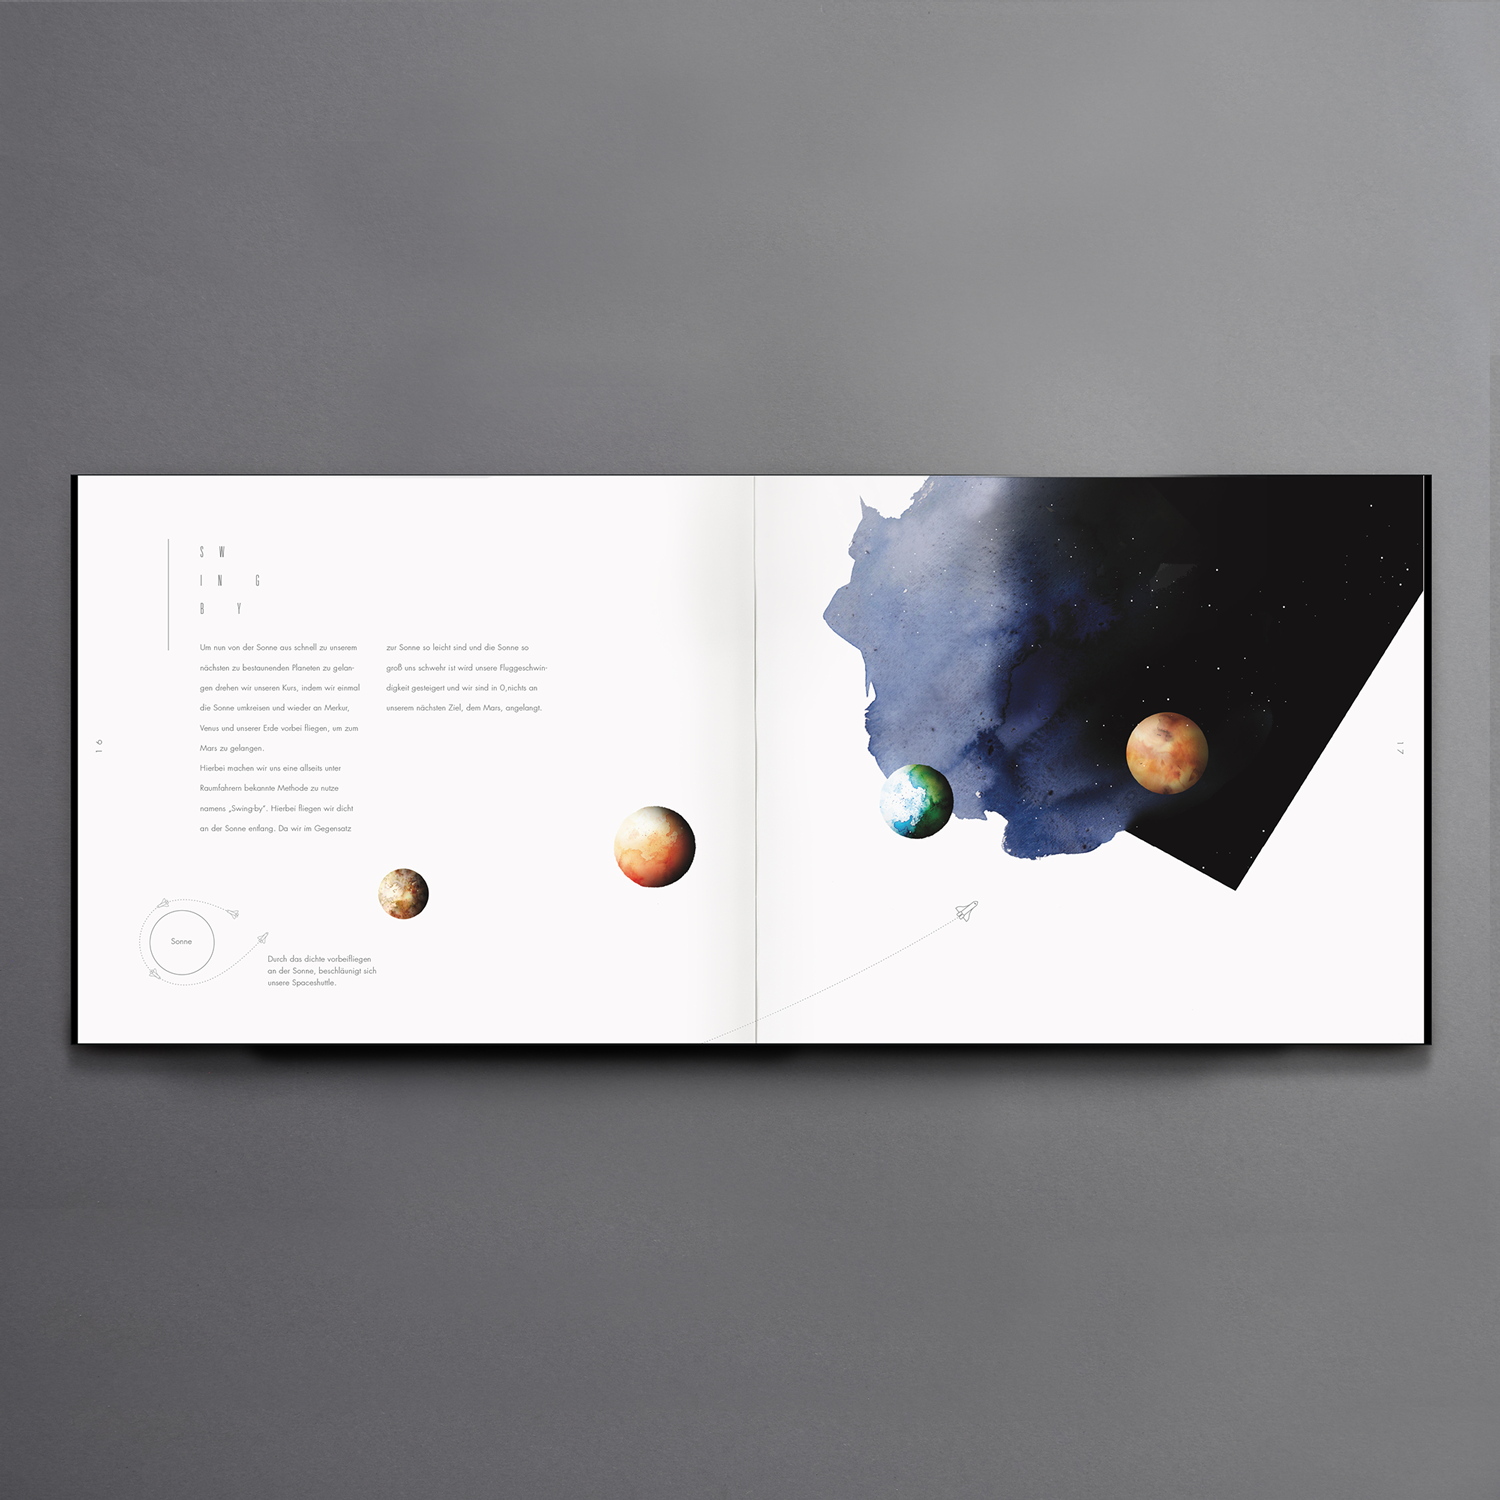 S W
I N G
B Y
Um nun von der Sonne aus schnell zu unserem
nächsten zu bestaunenden Planeten zu gelan-
gen drehen wir unseren Kurs, indem wir einmal
die Sonne umkreisen und wieder an Merkur,
Venus und unserer Erde vorbei fliegen, um zum
Mars zu gelangen.
Hierbei machen wir uns eine allseits unter
Raumfahrern bekannte Methode zu nutze
namens „Swing-by“. Hierbei fliegen wir dicht
an der Sonne entlang. Da wir im Gegensatz
zur Sonne so leicht sind und die Sonne so
groß uns schwehr ist wird unsere Fluggeschwin-
digkeit gesteigert und wir sind in 0,nichts an
unserem nächsten Ziel, dem Mars, angelangt.
16
Sonne
Durch das dichte vorbeifliegen
an der Sonne, beschläunigt sich
unsere Spaceshuttle.
17